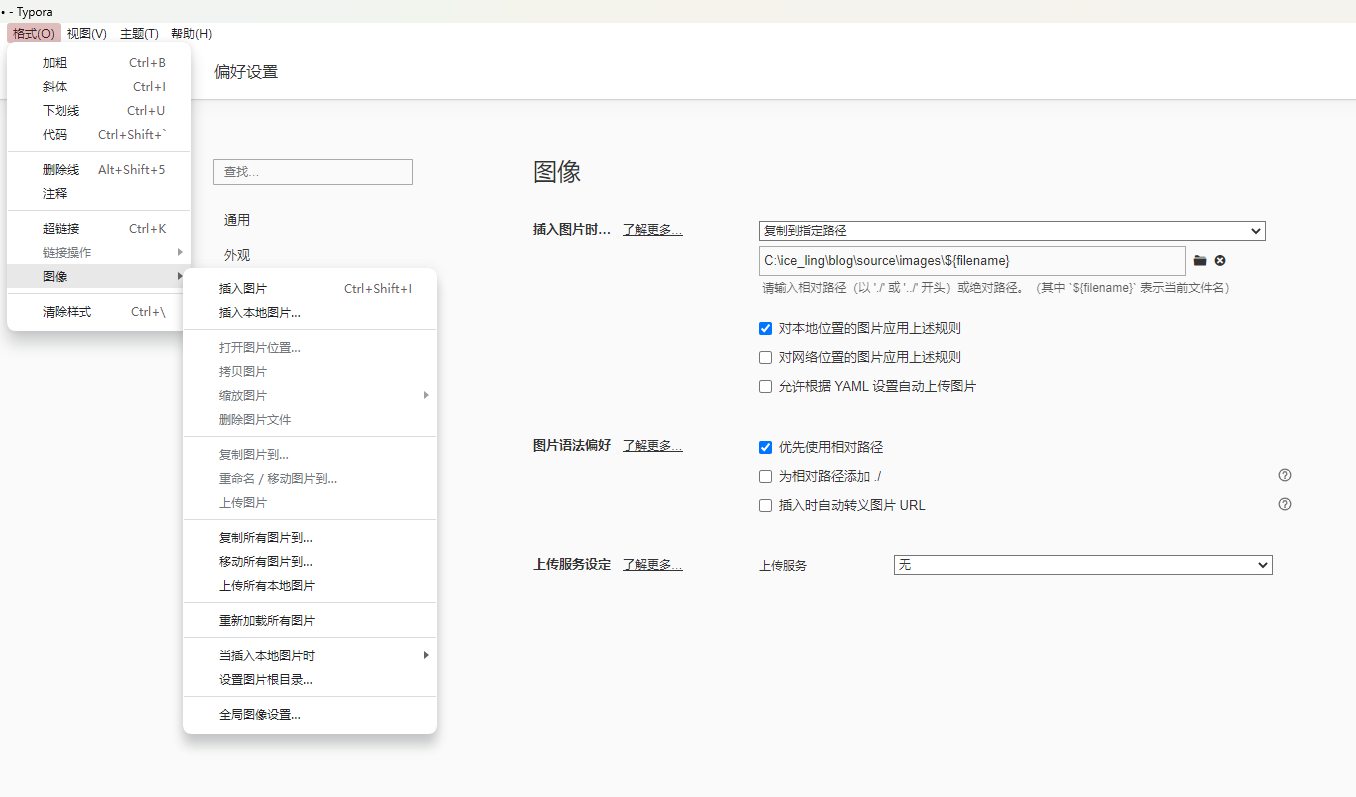 • - Typora
格式(O) 视图(V) 主题(T) 帮助(H)
加粗 Ctrl+B
斜体 Ctrl+I
下划线 Ctrl+U
代码 Ctrl+Shift+`
删除线 Alt+Shift+5
注释
超链接 Ctrl+K
链接操作
图像
清除样式 Ctrl+\
插入图片 Ctrl+Shift+I
插入本地图片...
打开图片位置...
拷贝图片
缩放图片
删除图片文件
复制图片到...
重命名 / 移动图片到...
上传图片
复制所有图片到...
移动所有图片到...
上传所有本地图片
重新加载所有图片
当插入本地图片时
设置图片根目录...
全局图像设置...
偏好设置
查找...
通用
外观
图像
插入图片时... 了解更多...
复制到指定路径
C:\ice_ling\blog\source\images\${filename}
请输入相对路径（以 './' 或 '../' 开头）或绝对路径。（其中 `${filename}` 表示当前文件名）
对本地位置的图片应用上述规则
对网络位置的图片应用上述规则
允许根据 YAML 设置自动上传图片
图片语法偏好 了解更多...
优先使用相对路径
为相对路径添加 ./
插入时自动转义图片 URL
上传服务设定 了解更多...
上传服务 无